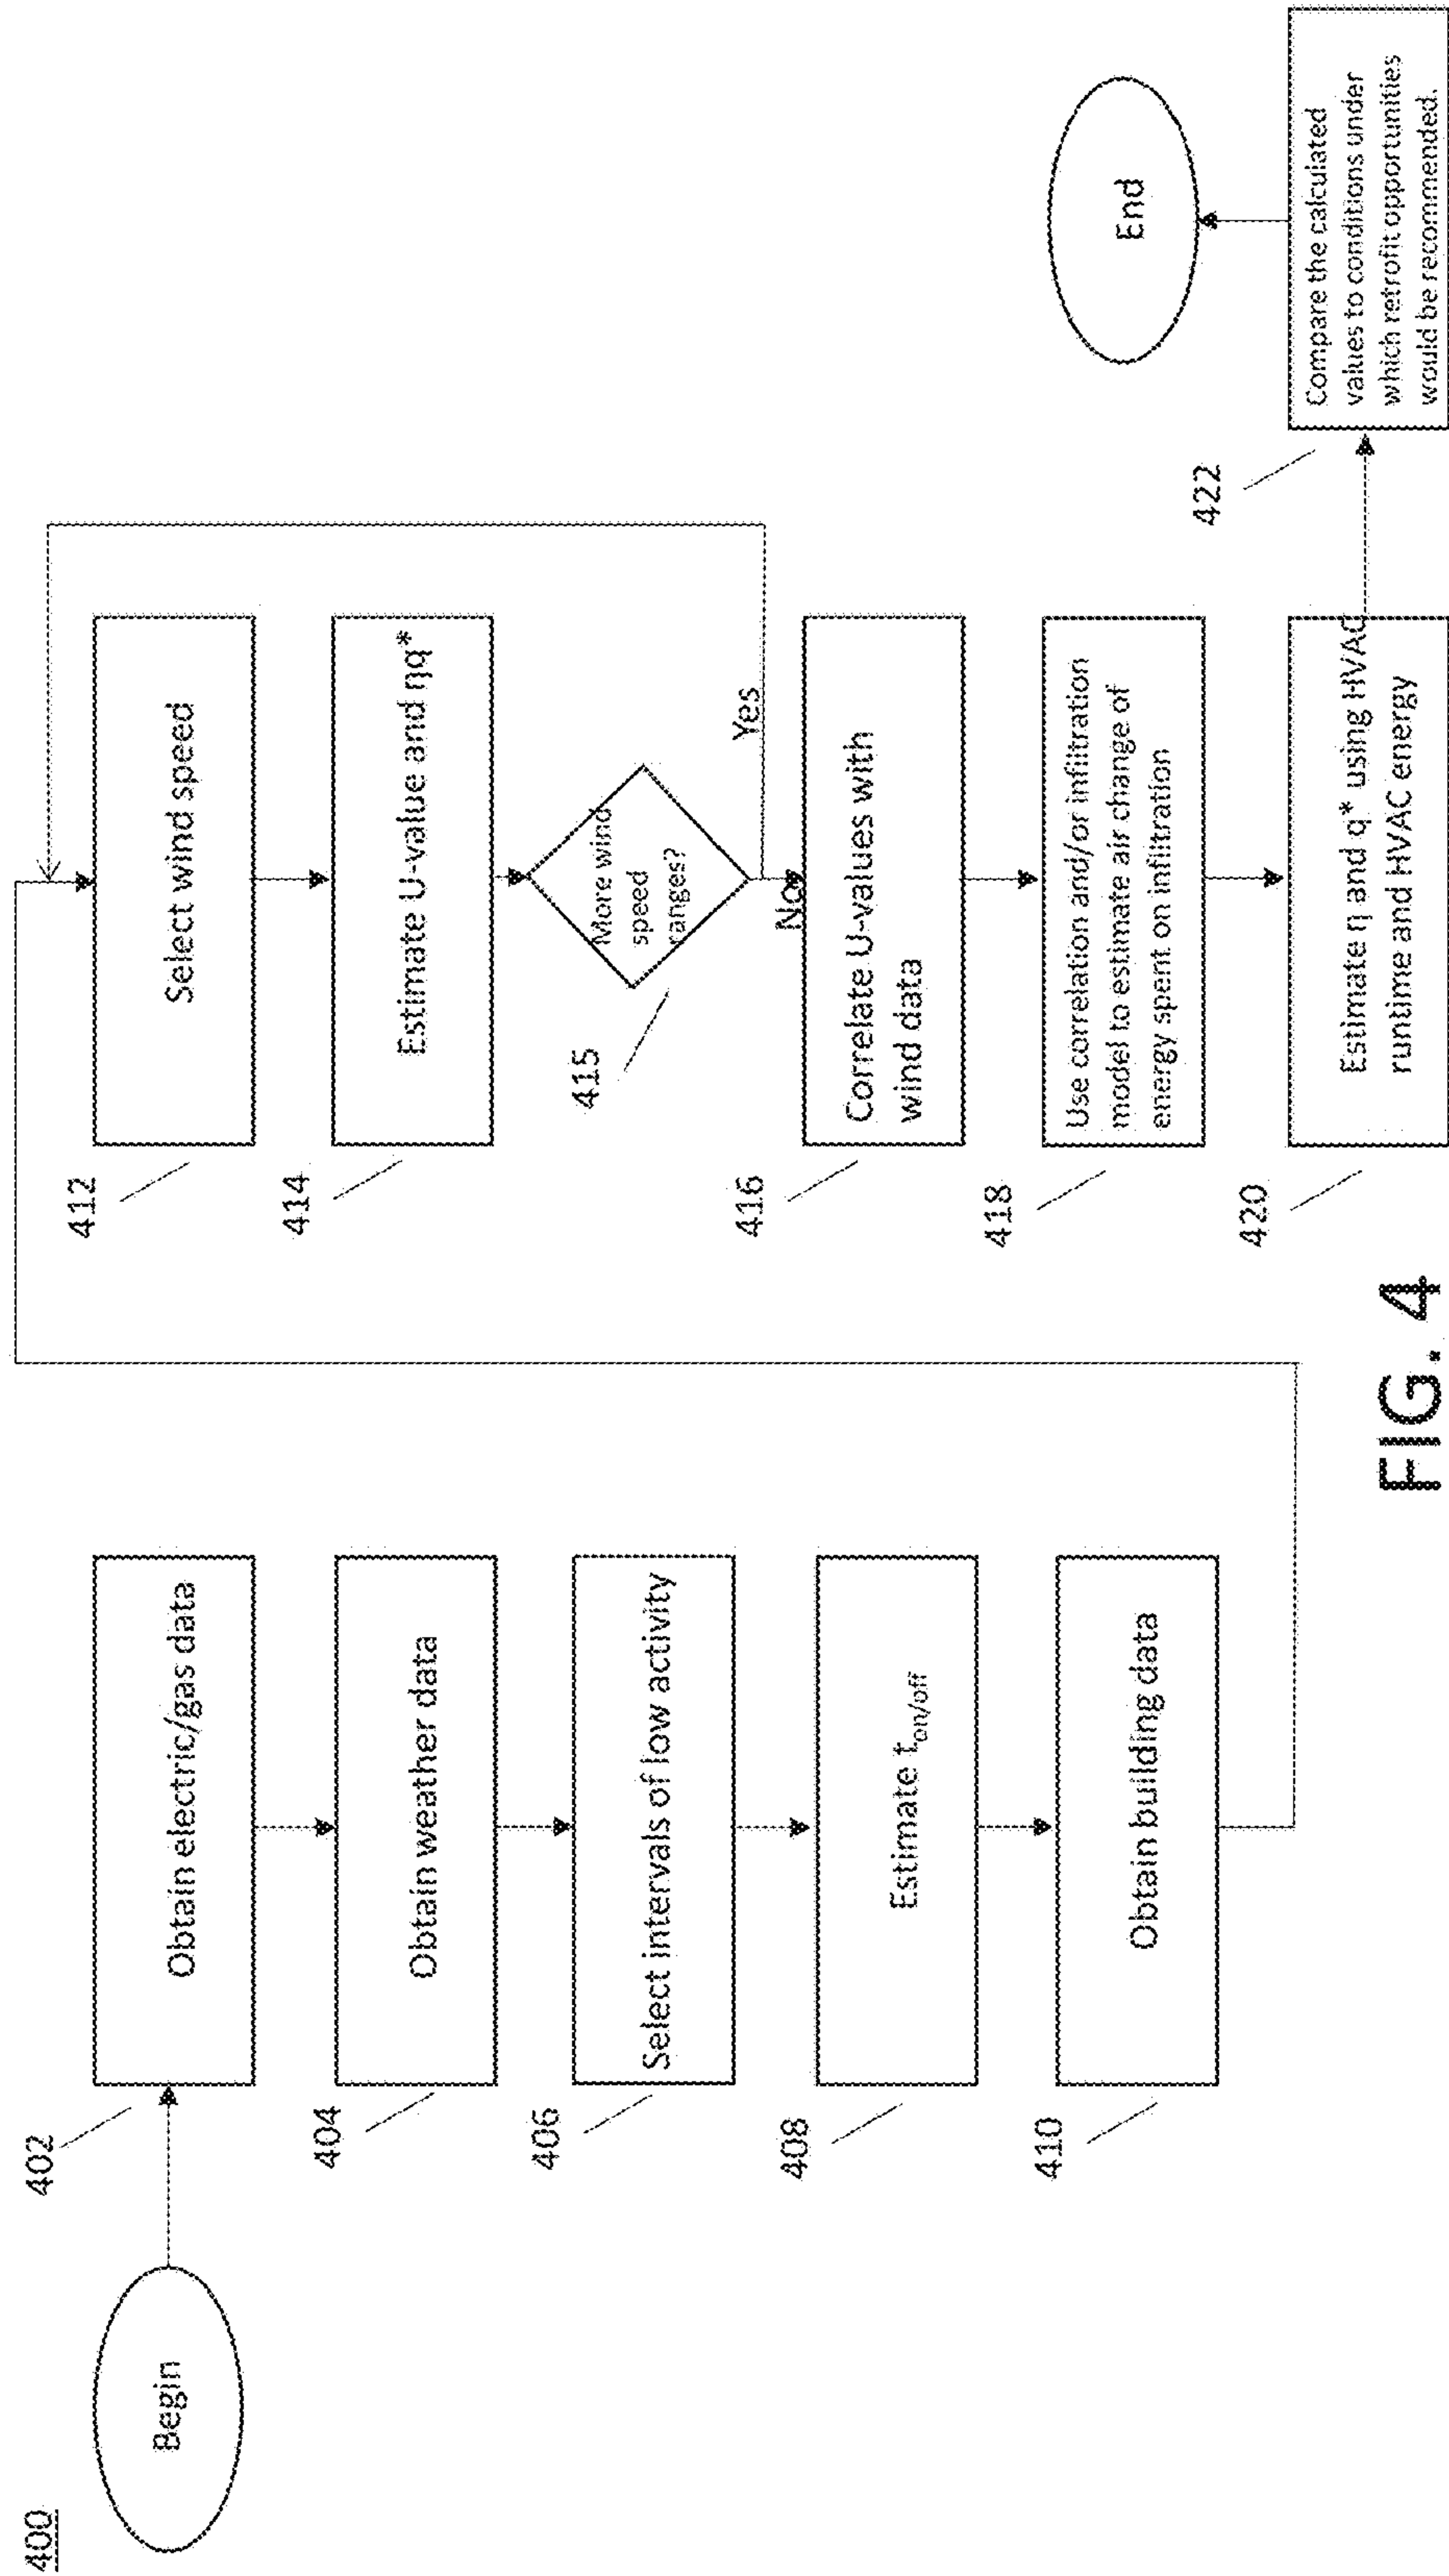 400
Begin
402
Obtain electric/gas data
404
Obtain weather data
406
Select intervals of low activity
408
Estimate t_on/off
410
Obtain building data
412
Select wind speed
414
Estimate U-value and ηq*
415
More wind
speed
ranges?
Yes
No
416
Correlate U-values with
wind data
418
Use correlation and/or infiltration
model to estimate air change of
energy spent on infiltration
420
Estimate η and q* using HVAC
runtime and HVAC energy
422
Compare the calculated
values to conditions under
which retrofit opportunities
would be recommended.
End
FIG. 4